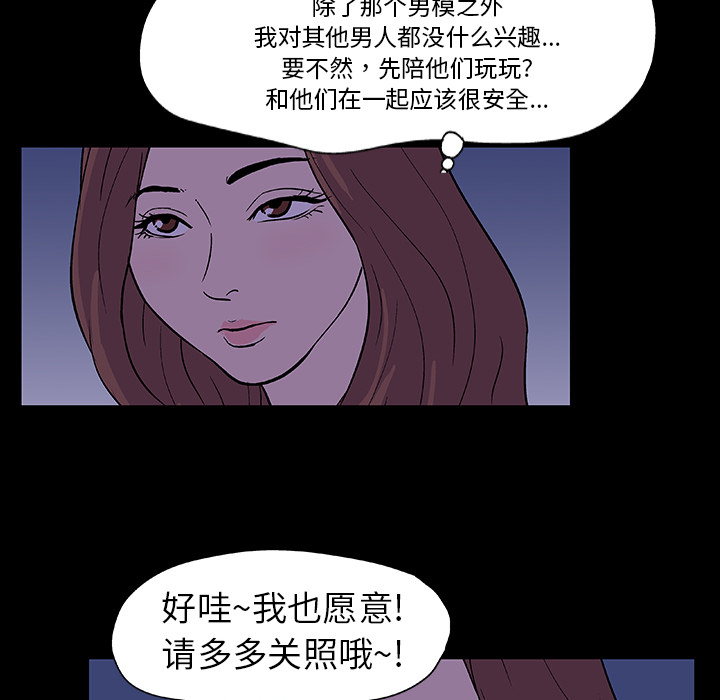 除了那个男模之外
我对其他男人都没什么兴趣...
要不然，先陪他们玩玩?
和他们在一起应该很安全...
好哇~我也愿意!
请多多关照哦~!